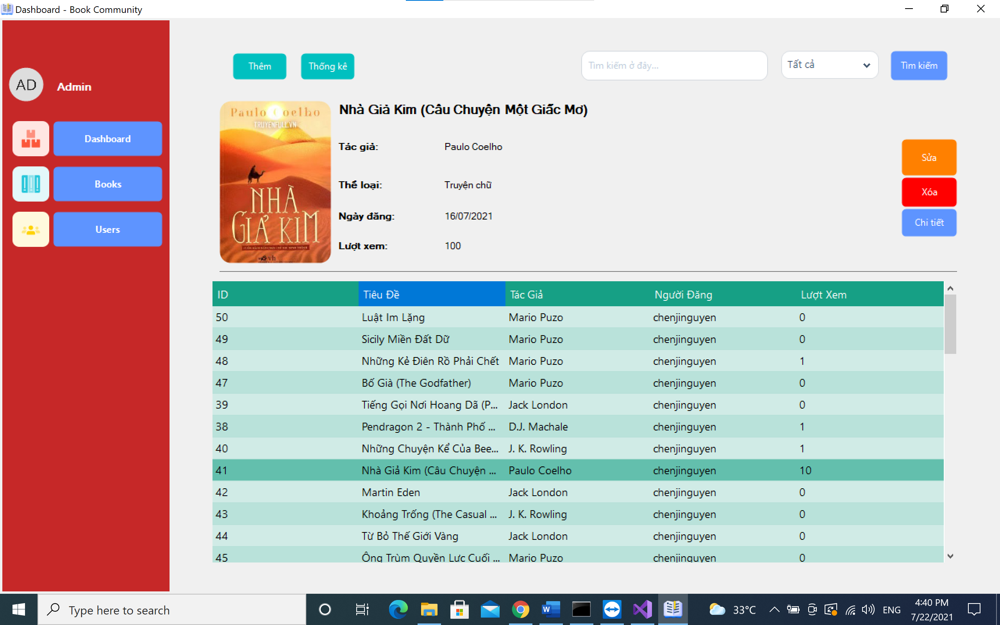 Dashboard - Book Community
AD
Admin
Dashboard
Books
Users
Thêm
Thống kê
Tìm kiếm ở đây...
Tất cả
Tìm kiếm
Paulo Coelho
TRUYENFULL.VN
NHÀ
GIẢ KIM
Nhà Giả Kim (Câu Chuyện Một Giấc Mơ)
Tác giả: Paulo Coelho
Thể loại: Truyện chữ
Ngày đăng: 16/07/2021
Lượt xem: 100
Sửa
Xóa
Chi tiết
ID Tiêu Đề Tác Giả Người Đăng Lượt Xem
50 Luật Im Lặng Mario Puzo chenjinguyen 0
49 Sicily Miền Đất Dữ Mario Puzo chenjinguyen 0
48 Những Kẻ Điên Rồ Phải Chết Mario Puzo chenjinguyen 1
47 Bố Già (The Godfather) Mario Puzo chenjinguyen 0
39 Tiếng Gọi Nơi Hoang Dã (P... Jack London chenjinguyen 0
38 Pendragon 2 - Thành Phố ... D.J. Machale chenjinguyen 1
40 Những Chuyện Kể Của Bee... J. K. Rowling chenjinguyen 1
41 Nhà Giả Kim (Câu Chuyện ... Paulo Coelho chenjinguyen 10
42 Martin Eden Jack London chenjinguyen 0
43 Khoảng Trống (The Casual ... J. K. Rowling chenjinguyen 0
44 Từ Bỏ Thế Giới Vàng Jack London chenjinguyen 0
45 Ông Trùm Quyền Lực Cuối ... Mario Puzo chenjinguyen 0
Type here to search
33°C
ENG
4:40 PM
7/22/2021